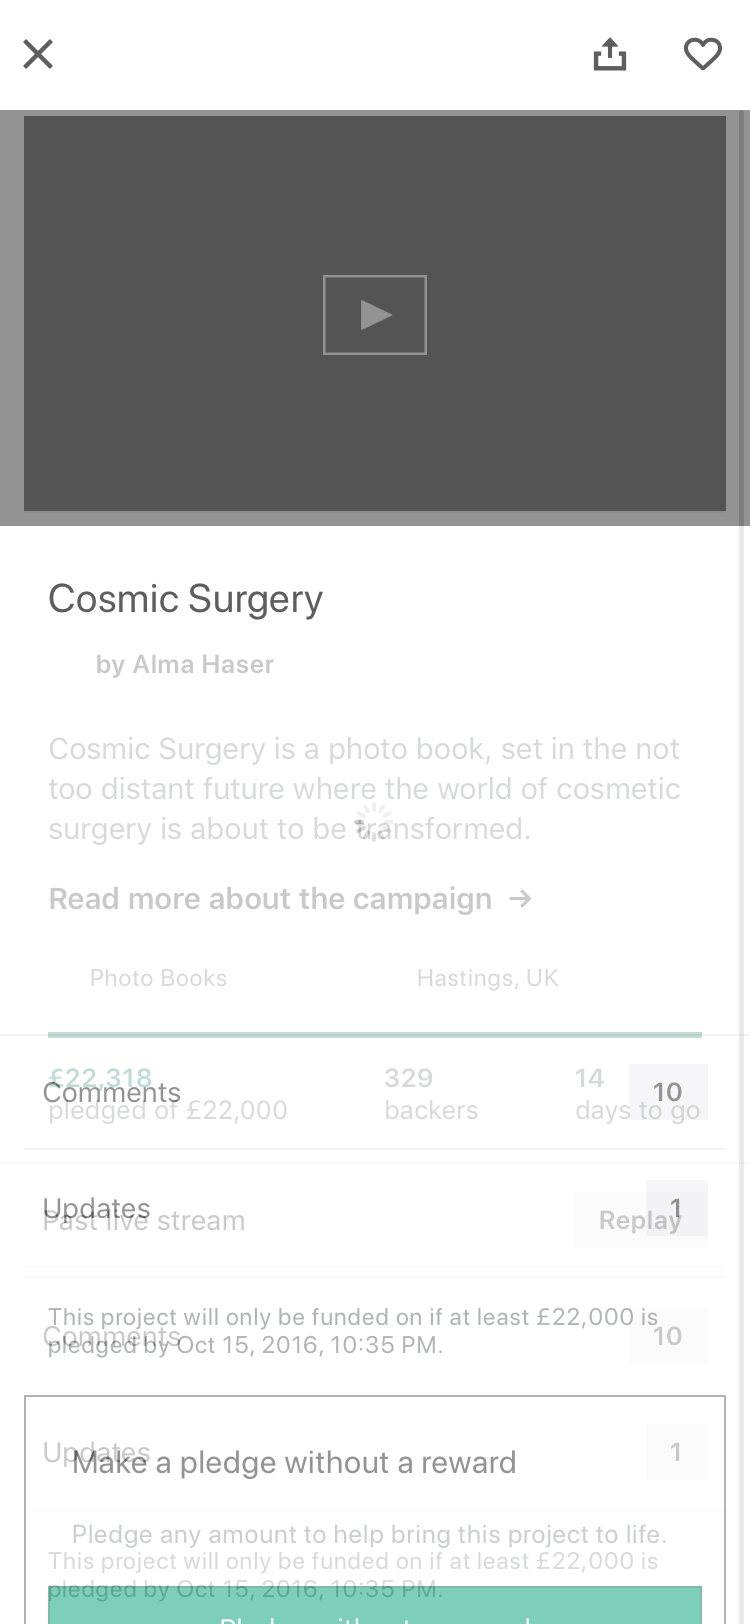 Cosmic Surgery
by Alma Haser
Cosmic Surgery is a photo book, set in the not
too distant future where the world of cosmetic
surgery is about to be transformed.
Read more about the campaign →
Photo Books
Hastings, UK
£22,318
329
14
Comments
10
pledged of £22,000
backers
days to go
Updates
1
Past live stream
Replay
This project will only be funded on if at least £22,000 is
pledged by Oct 15, 2016, 10:35 PM.
Comments
10
Updates
1
Make a pledge without a reward
Pledge any amount to help bring this project to life.
This project will only be funded on if at least £22,000 is
pledged by Oct 15, 2016, 10:35 PM.